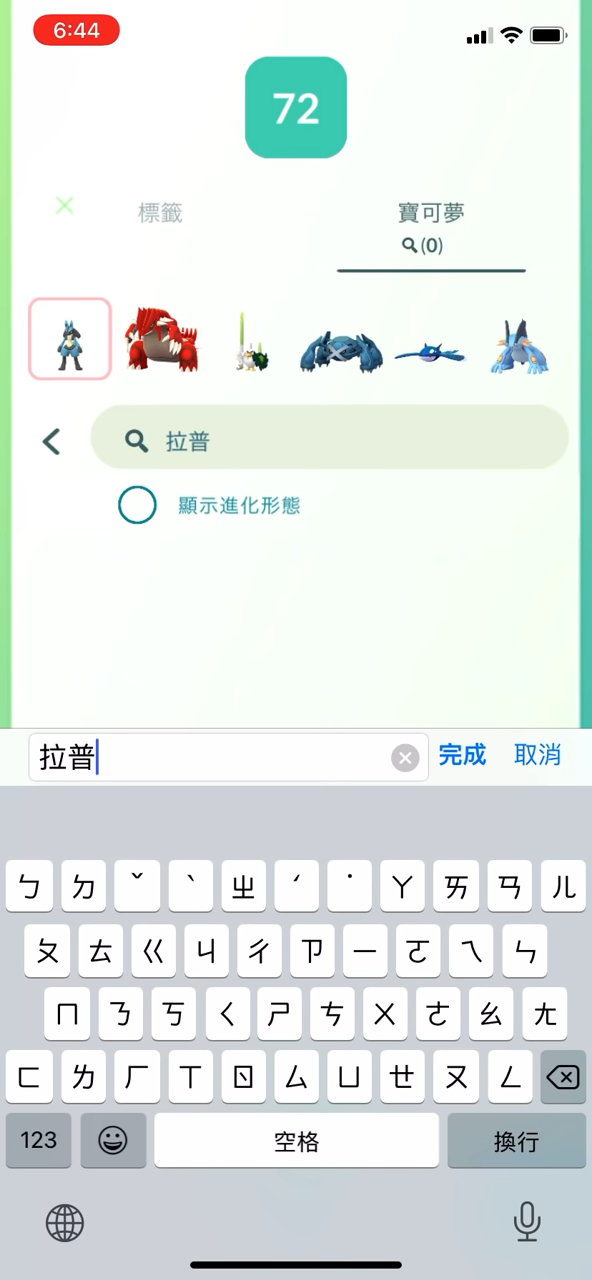 6:44
72
標籤
寶可夢
(0)
拉普
顯示進化形態
拉普
完成
取消
ㄅ ㄉ ˇ ˋ ㄓ ˊ ˙ ㄚ ㄞ ㄢ ㄦ
ㄆ ㄊ ㄍ ㄐ ㄔ ㄗ ㄧ ㄛ ㄟ ㄣ
ㄇ ㄋ ㄎ ㄑ ㄕ ㄘ ㄨ ㄜ ㄠ ㄤ
ㄈ ㄌ ㄏ ㄒ ㄖ ㄙ ㄩ ㄝ ㄡ ㄥ
123
空格
換行